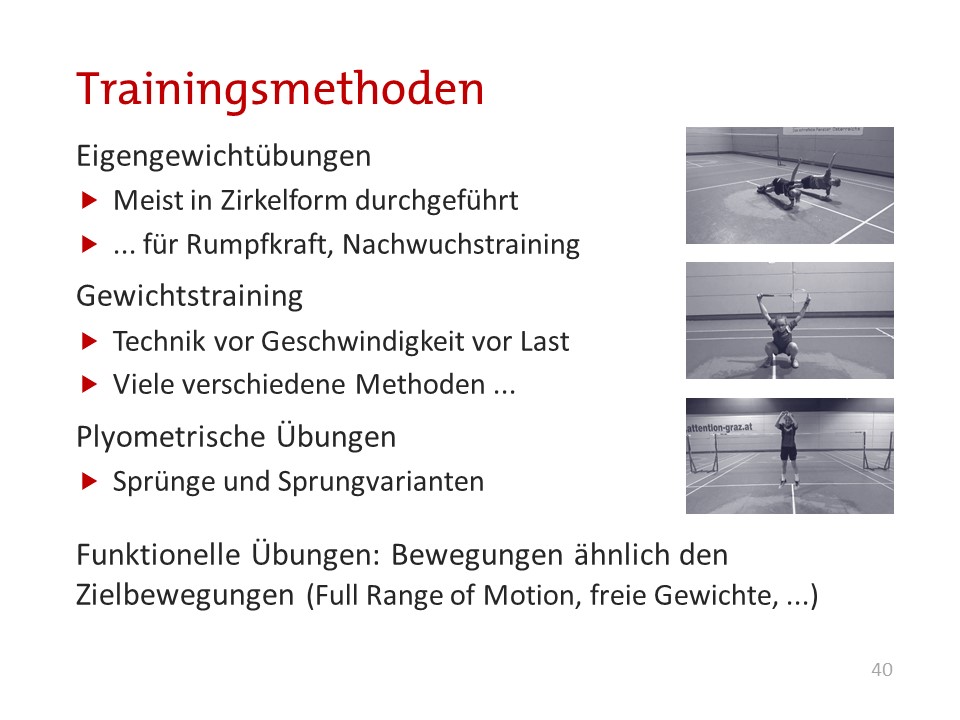 Trainingsmethoden
Eigengewichtübungen
Meist in Zirkelform durchgeführt
... für Rumpfkraft, Nachwuchstraining
Gewichtstraining
Technik vor Geschwindigkeit vor Last
Viele verschiedene Methoden ...
Plyometrische Übungen
Sprünge und Sprungvarianten
attention-graz.at
Funktionelle Übungen: Bewegungen ähnlich den
Zielbewegungen (Full Range of Motion, freie Gewichte, ...)
40